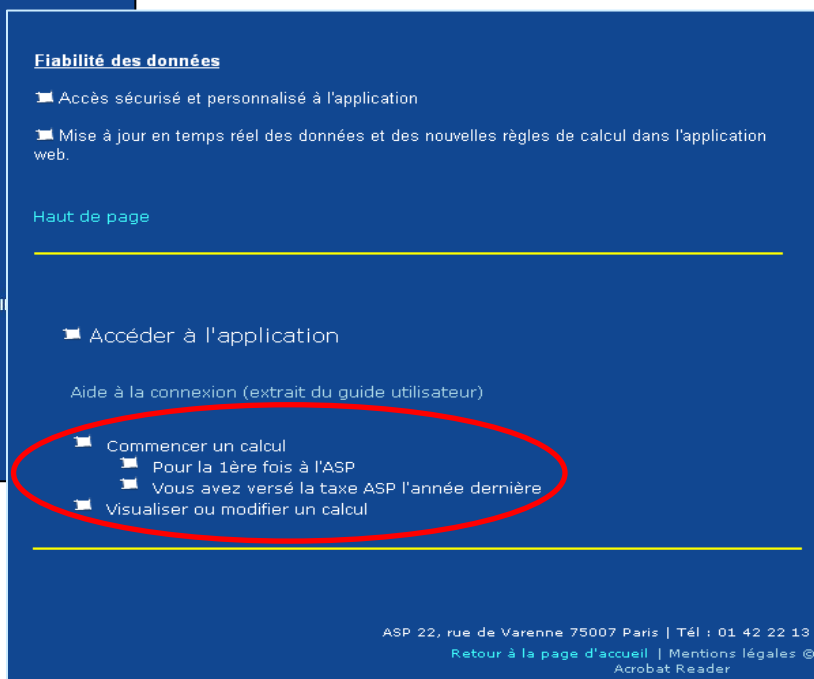 Fiabilité des données
Accès sécurisé et personnalisé à l'application
Mise à jour en temps réel des données et des nouvelles règles de calcul dans l'application
web.
Haut de page
Accéder à l'application
Aide à la connexion (extrait du guide utilisateur)
Commencer un calcul
Pour la 1ère fois à l'ASP
Vous avez versé la taxe ASP l'année dernière
Visualiser ou modifier un calcul
ASP 22, rue de Varenne 75007 Paris | Tél : 01 42 22 13
Retour à la page d'accueil | Mentions légales ©
Acrobat Reader